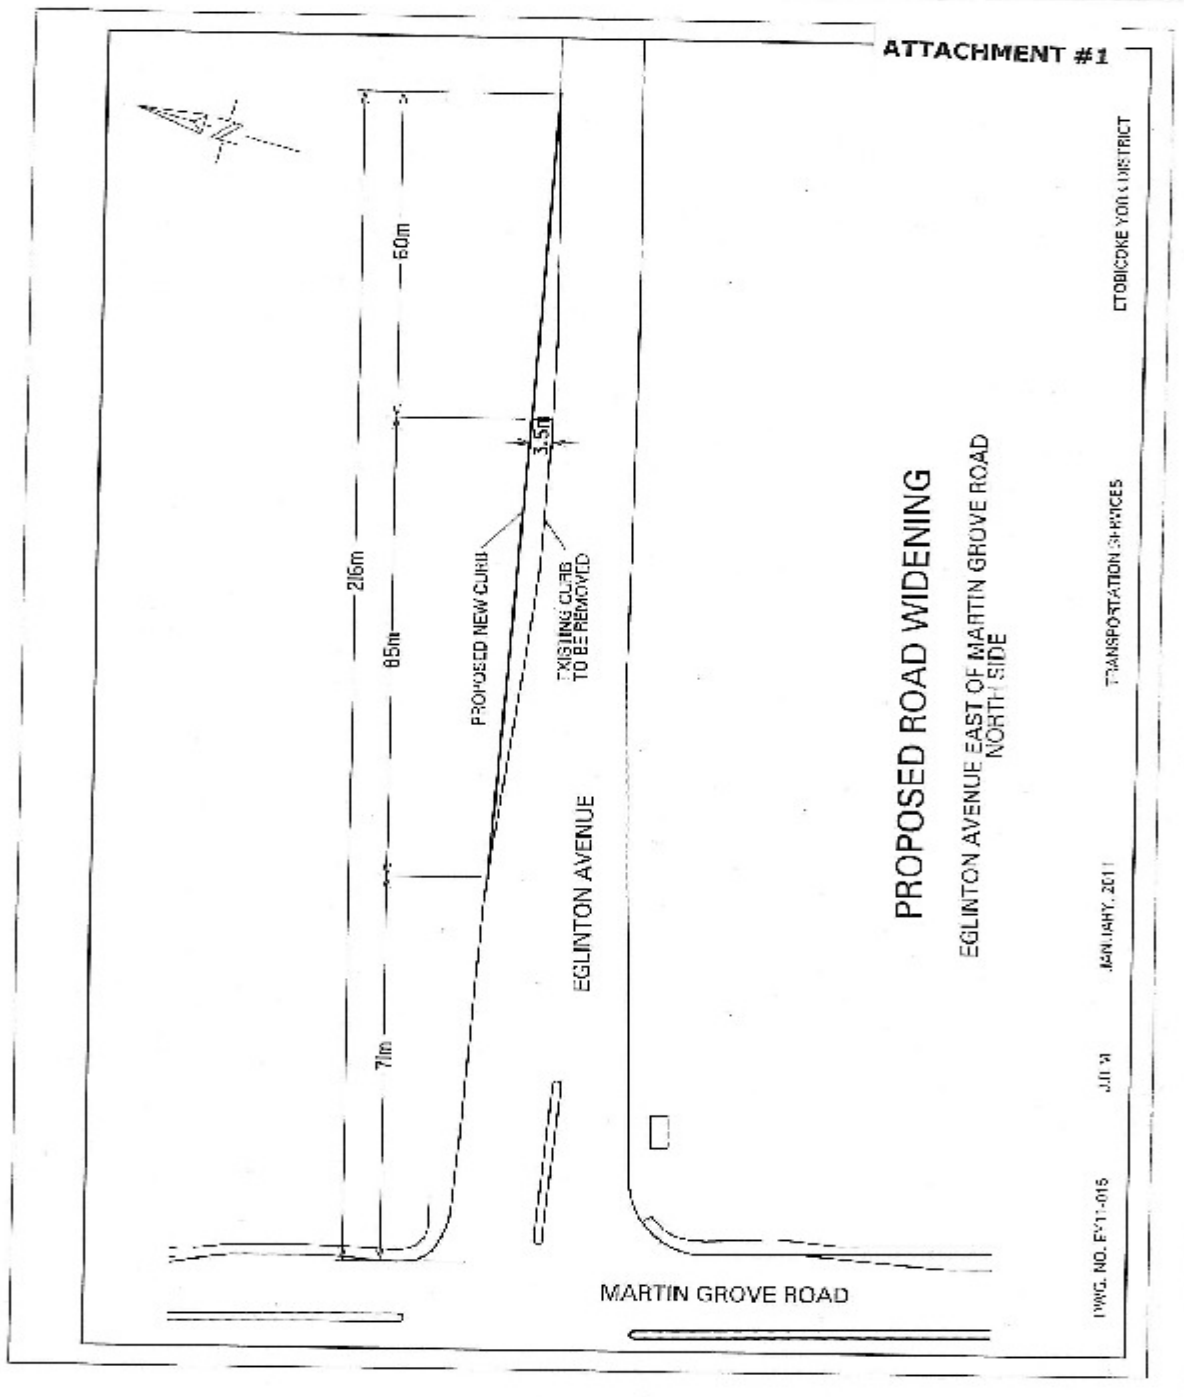 ATTACHMENT #1
216m
60m
85m
71m
3.5m
PROPOSED NEW CURB
EXISTING CURB
TO BE REMOVED
EGLINTON AVENUE
MARTIN GROVE ROAD
PROPOSED ROAD WIDENING
EGLINTON AVENUE EAST OF MARTIN GROVE ROAD
NORTH SIDE
DWG. NO. EY11-015
JANUARY, 2011
TRANSPORTATION SERVICES
ETOBICOKE YORK DISTRICT